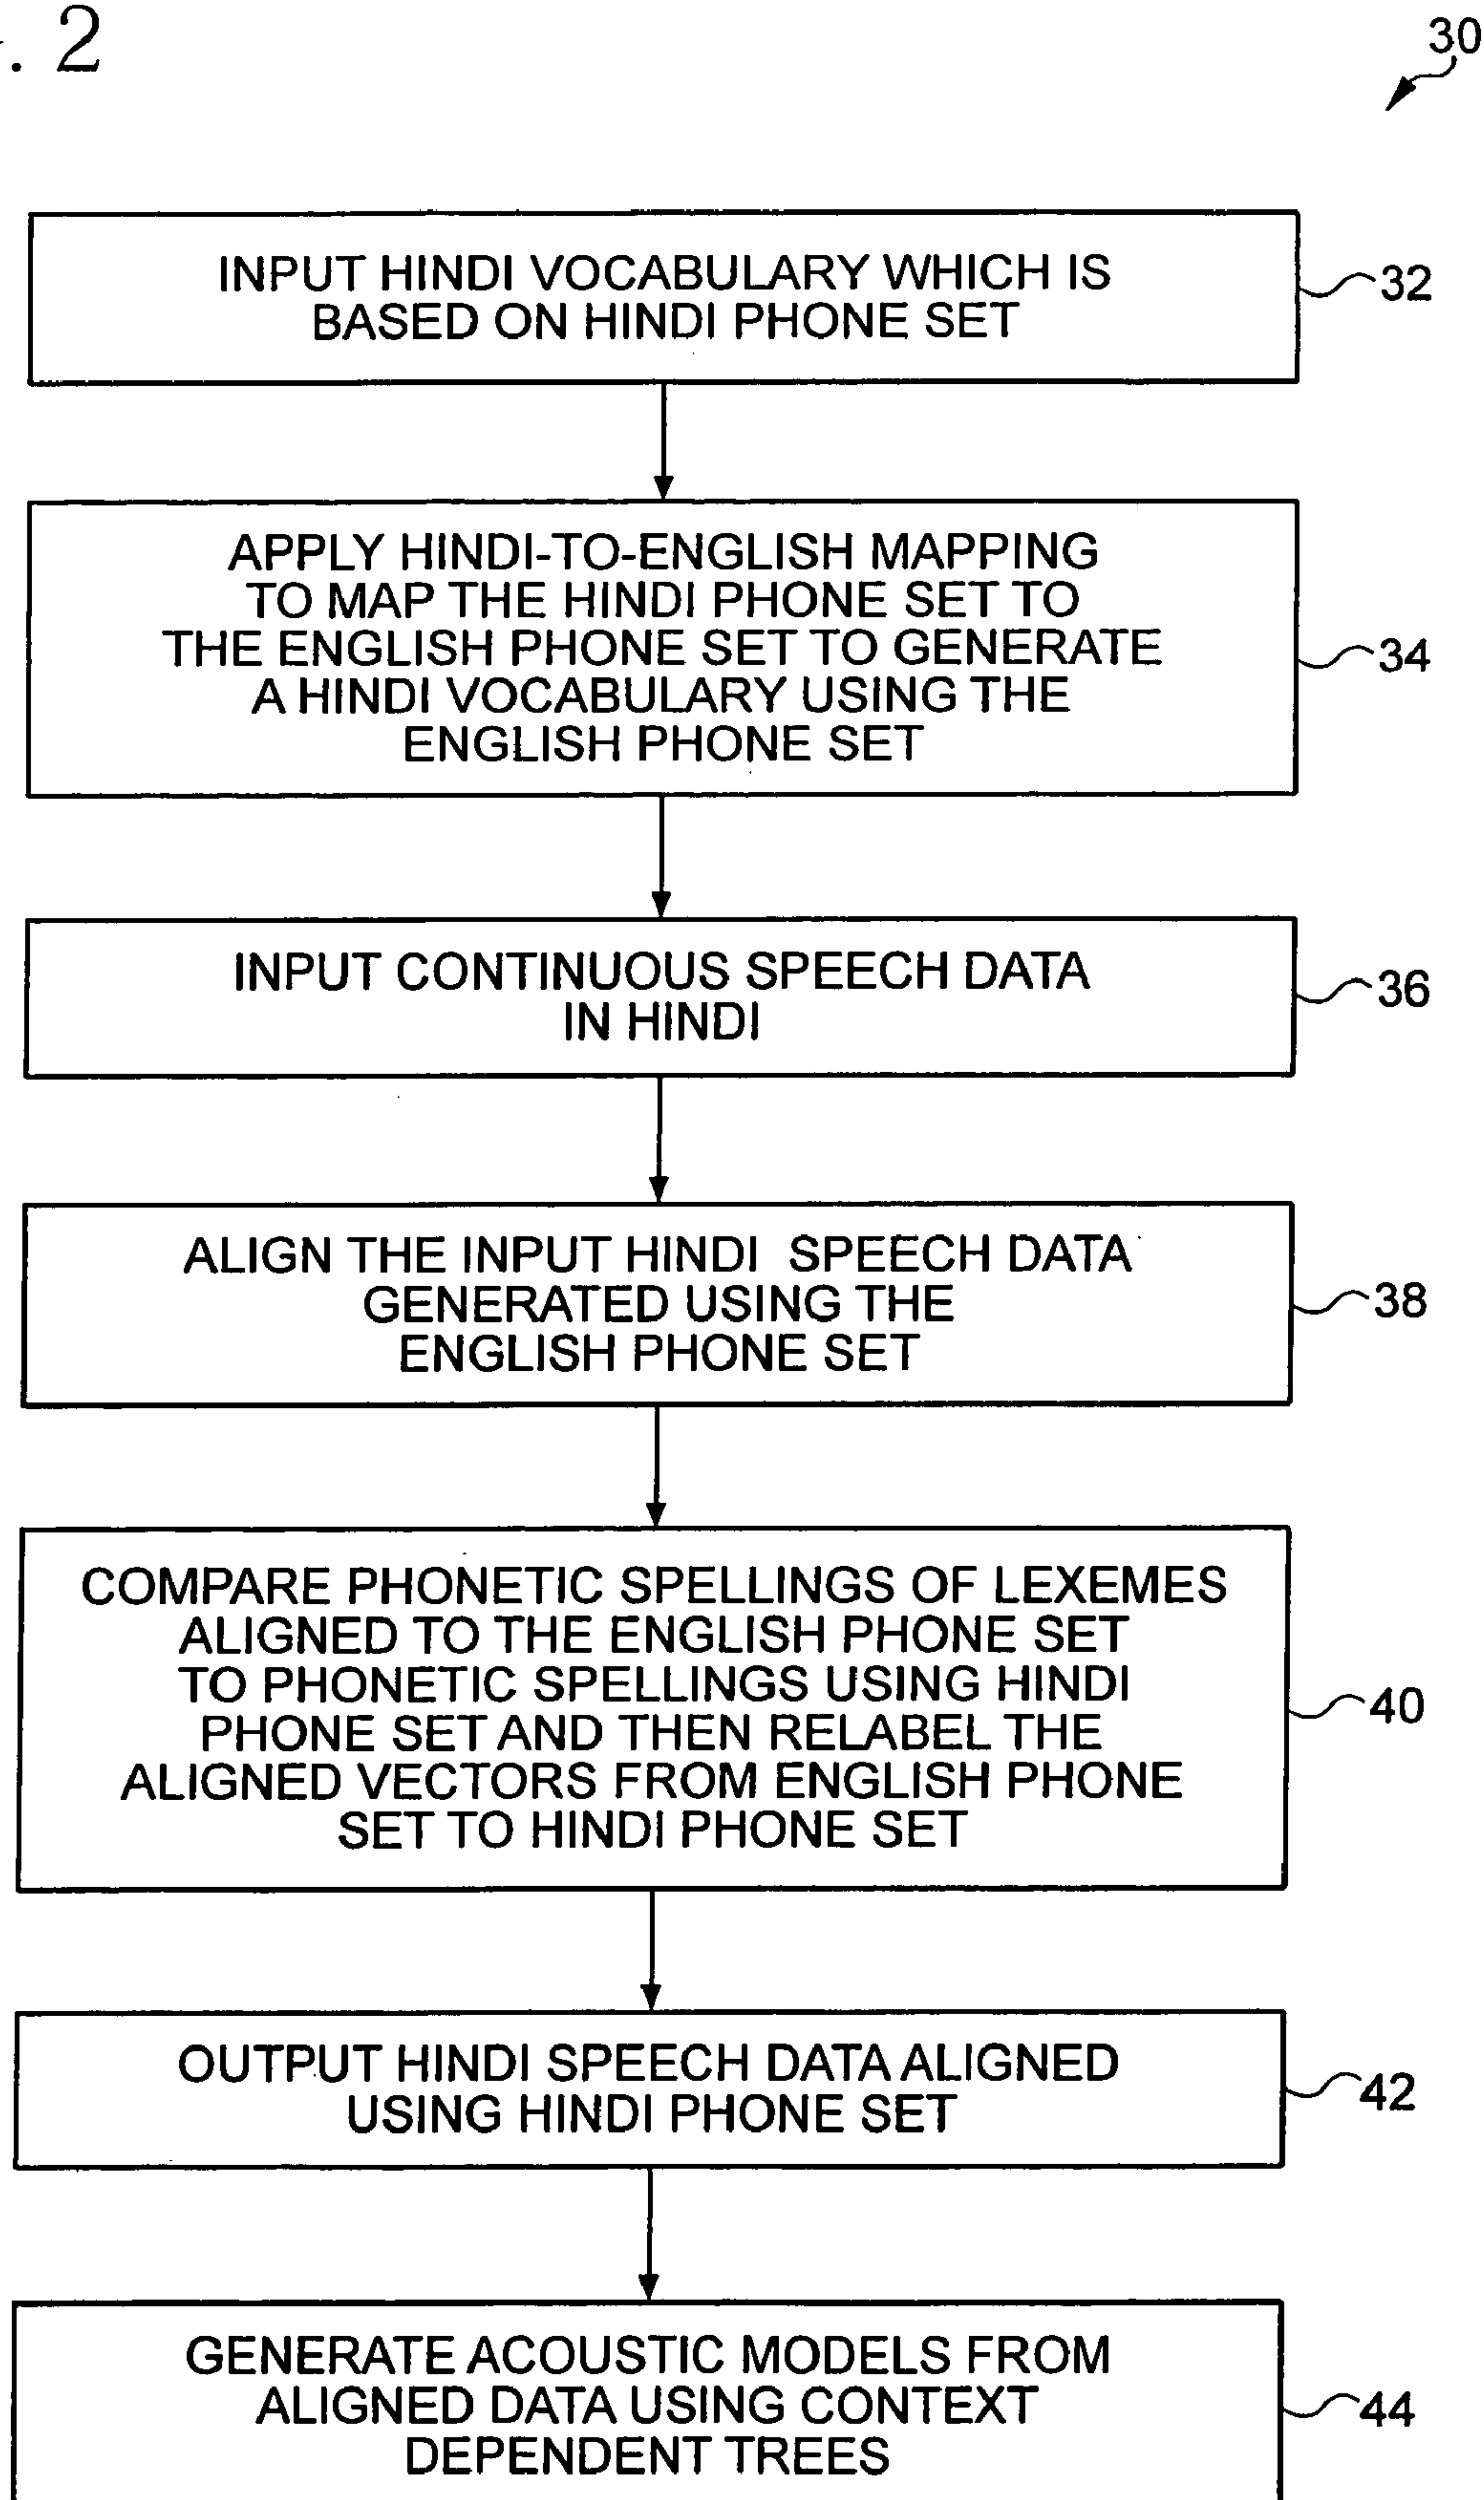 . 2
30
INPUT HINDI VOCABULARY WHICH IS
BASED ON HINDI PHONE SET
32
APPLY HINDI-TO-ENGLISH MAPPING
TO MAP THE HINDI PHONE SET TO
THE ENGLISH PHONE SET TO GENERATE
A HINDI VOCABULARY USING THE
ENGLISH PHONE SET
34
INPUT CONTINUOUS SPEECH DATA
IN HINDI
36
ALIGN THE INPUT HINDI SPEECH DATA
GENERATED USING THE
ENGLISH PHONE SET
38
COMPARE PHONETIC SPELLINGS OF LEXEMES
ALIGNED TO THE ENGLISH PHONE SET
TO PHONETIC SPELLINGS USING HINDI
PHONE SET AND THEN RELABEL THE
ALIGNED VECTORS FROM ENGLISH PHONE
SET TO HINDI PHONE SET
40
OUTPUT HINDI SPEECH DATA ALIGNED
USING HINDI PHONE SET
42
GENERATE ACOUSTIC MODELS FROM
ALIGNED DATA USING CONTEXT
DEPENDENT TREES
44